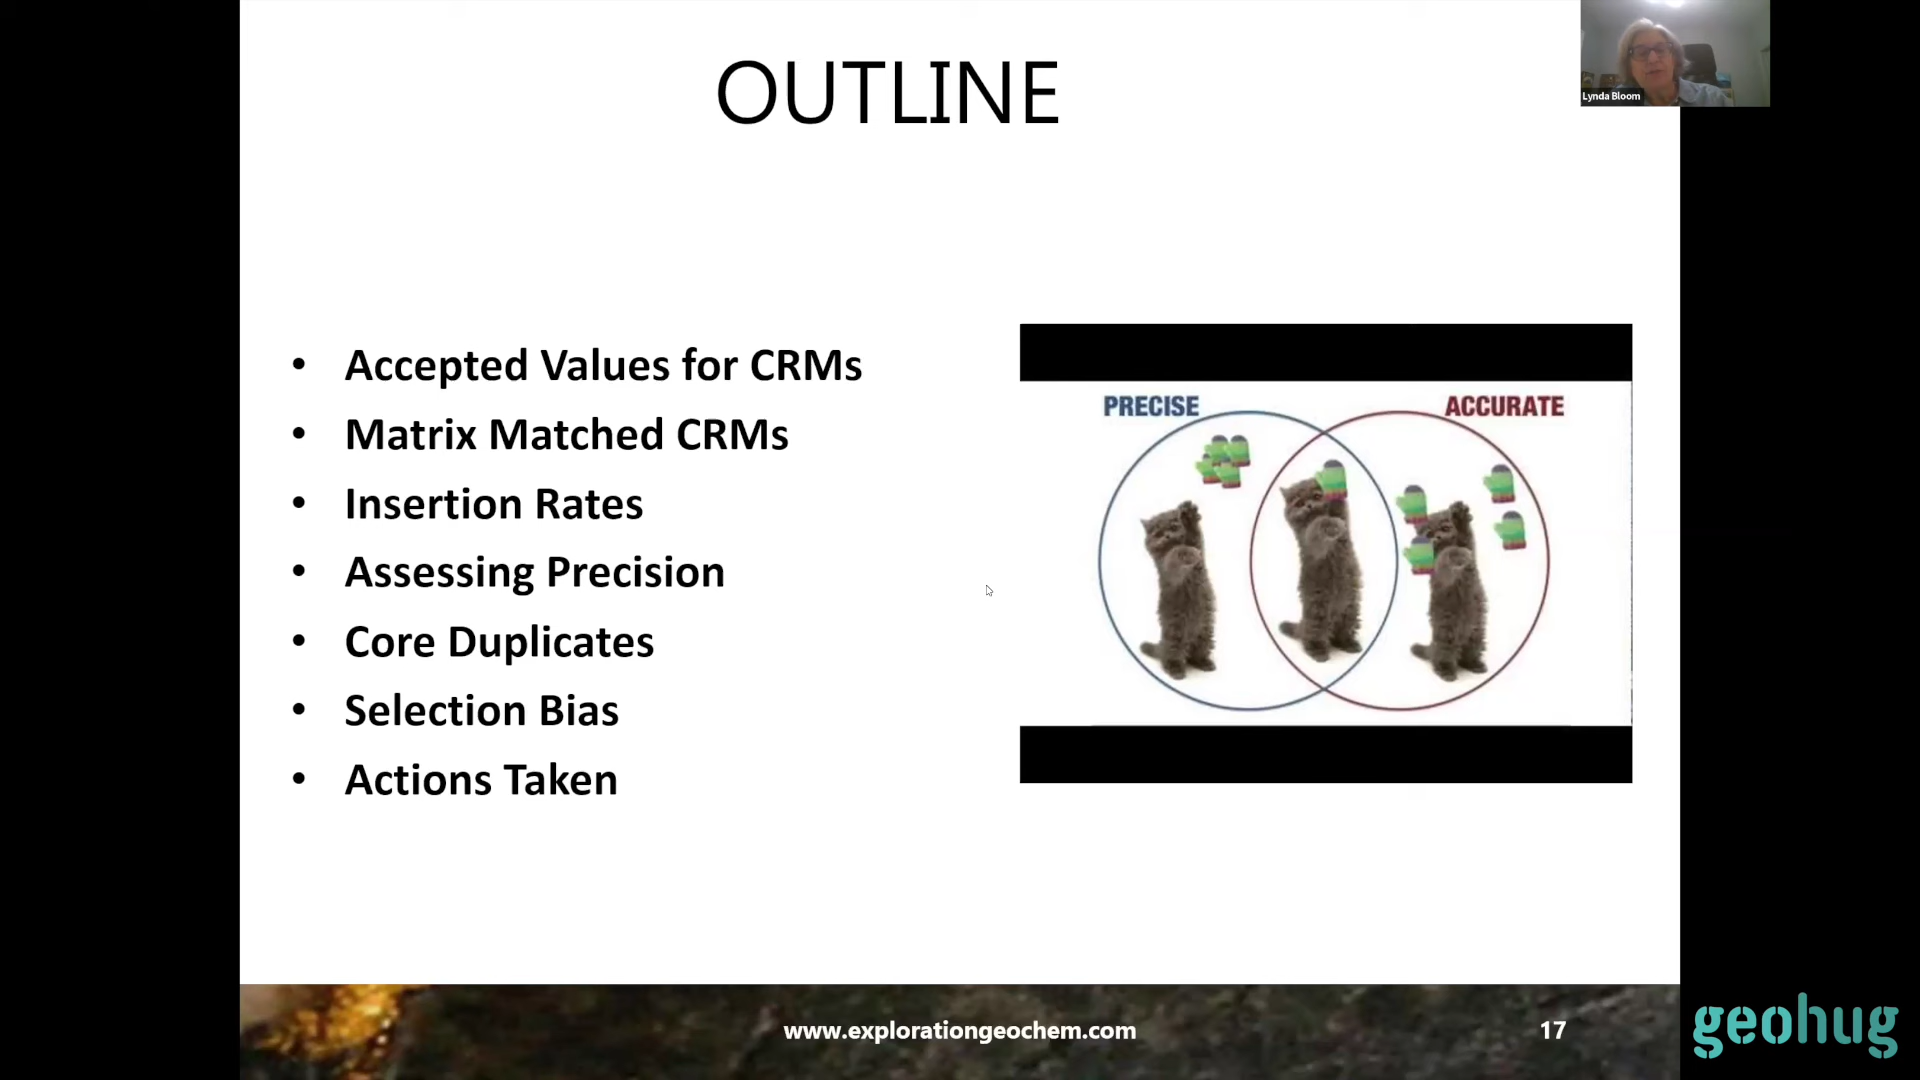 OUTLINE
Lynda Bloom
• Accepted Values for CRMs
• Matrix Matched CRMs
• Insertion Rates
• Assessing Precision
• Core Duplicates
• Selection Bias
• Actions Taken
PRECISE
ACCURATE
www.explorationgeochem.com
17
geohug